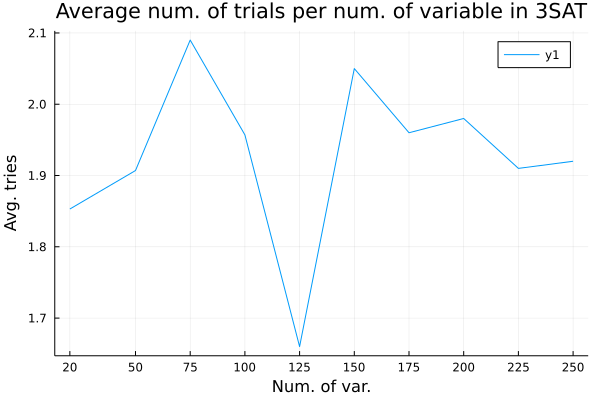 Average num. of trials per num. of variable in 3SAT
y1
2.1
2.0
1.9
1.8
1.7
Avg. tries
20 50 75 100 125 150 175 200 225 250
Num. of var.